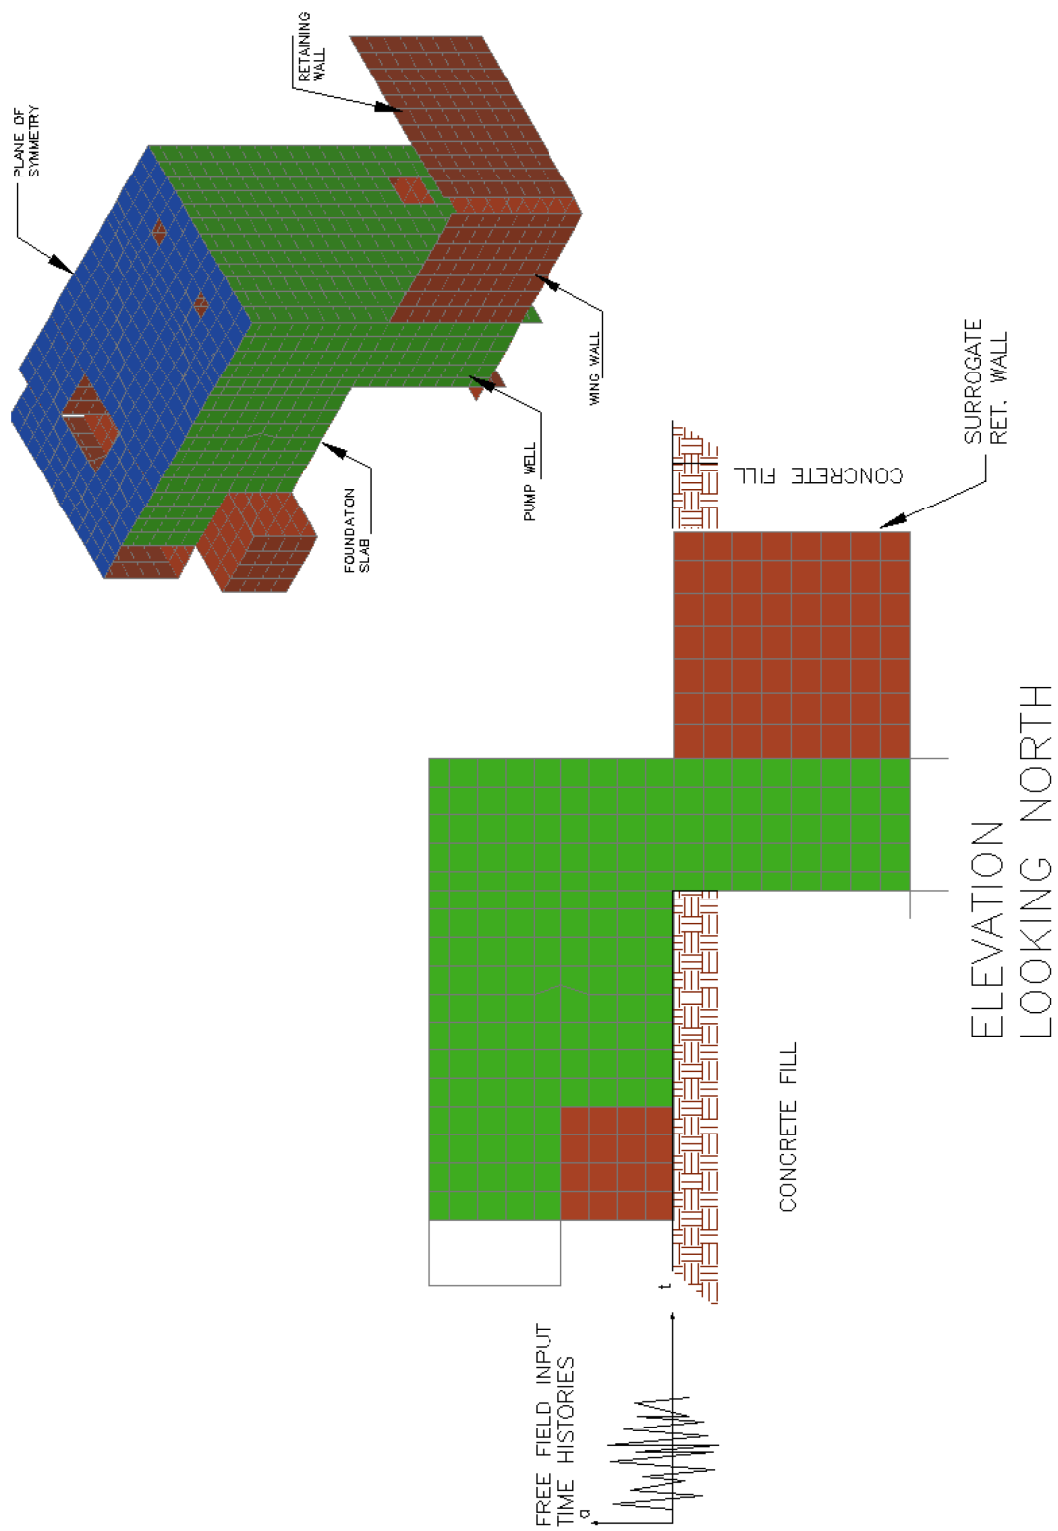 PLANE OF
SYMMETRY
RETAINING
WALL
FOUNDATON
SLAB
PUMP WELL
WING WALL
SURROGATE
RET. WALL
CONCRETE FILL
CONCRETE FILL
FREE FIELD INPUT
TIME HISTORIES
a
t
ELEVATION
LOOKING NORTH